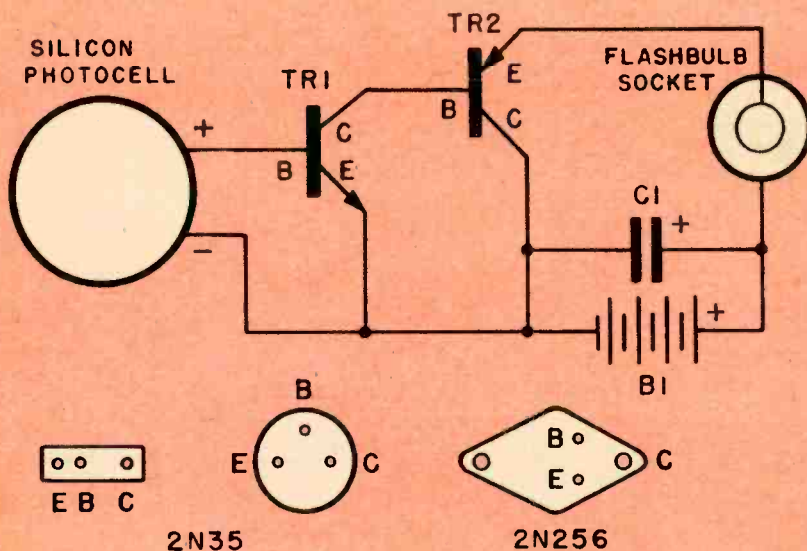 SILICON
PHOTOCELL
TR1
TR2
FLASHBULB
SOCKET
+
B
C
E
B
E
C
−
C1
+
+
B1
E B C
B
E
C
B
E
C
2N35
2N256